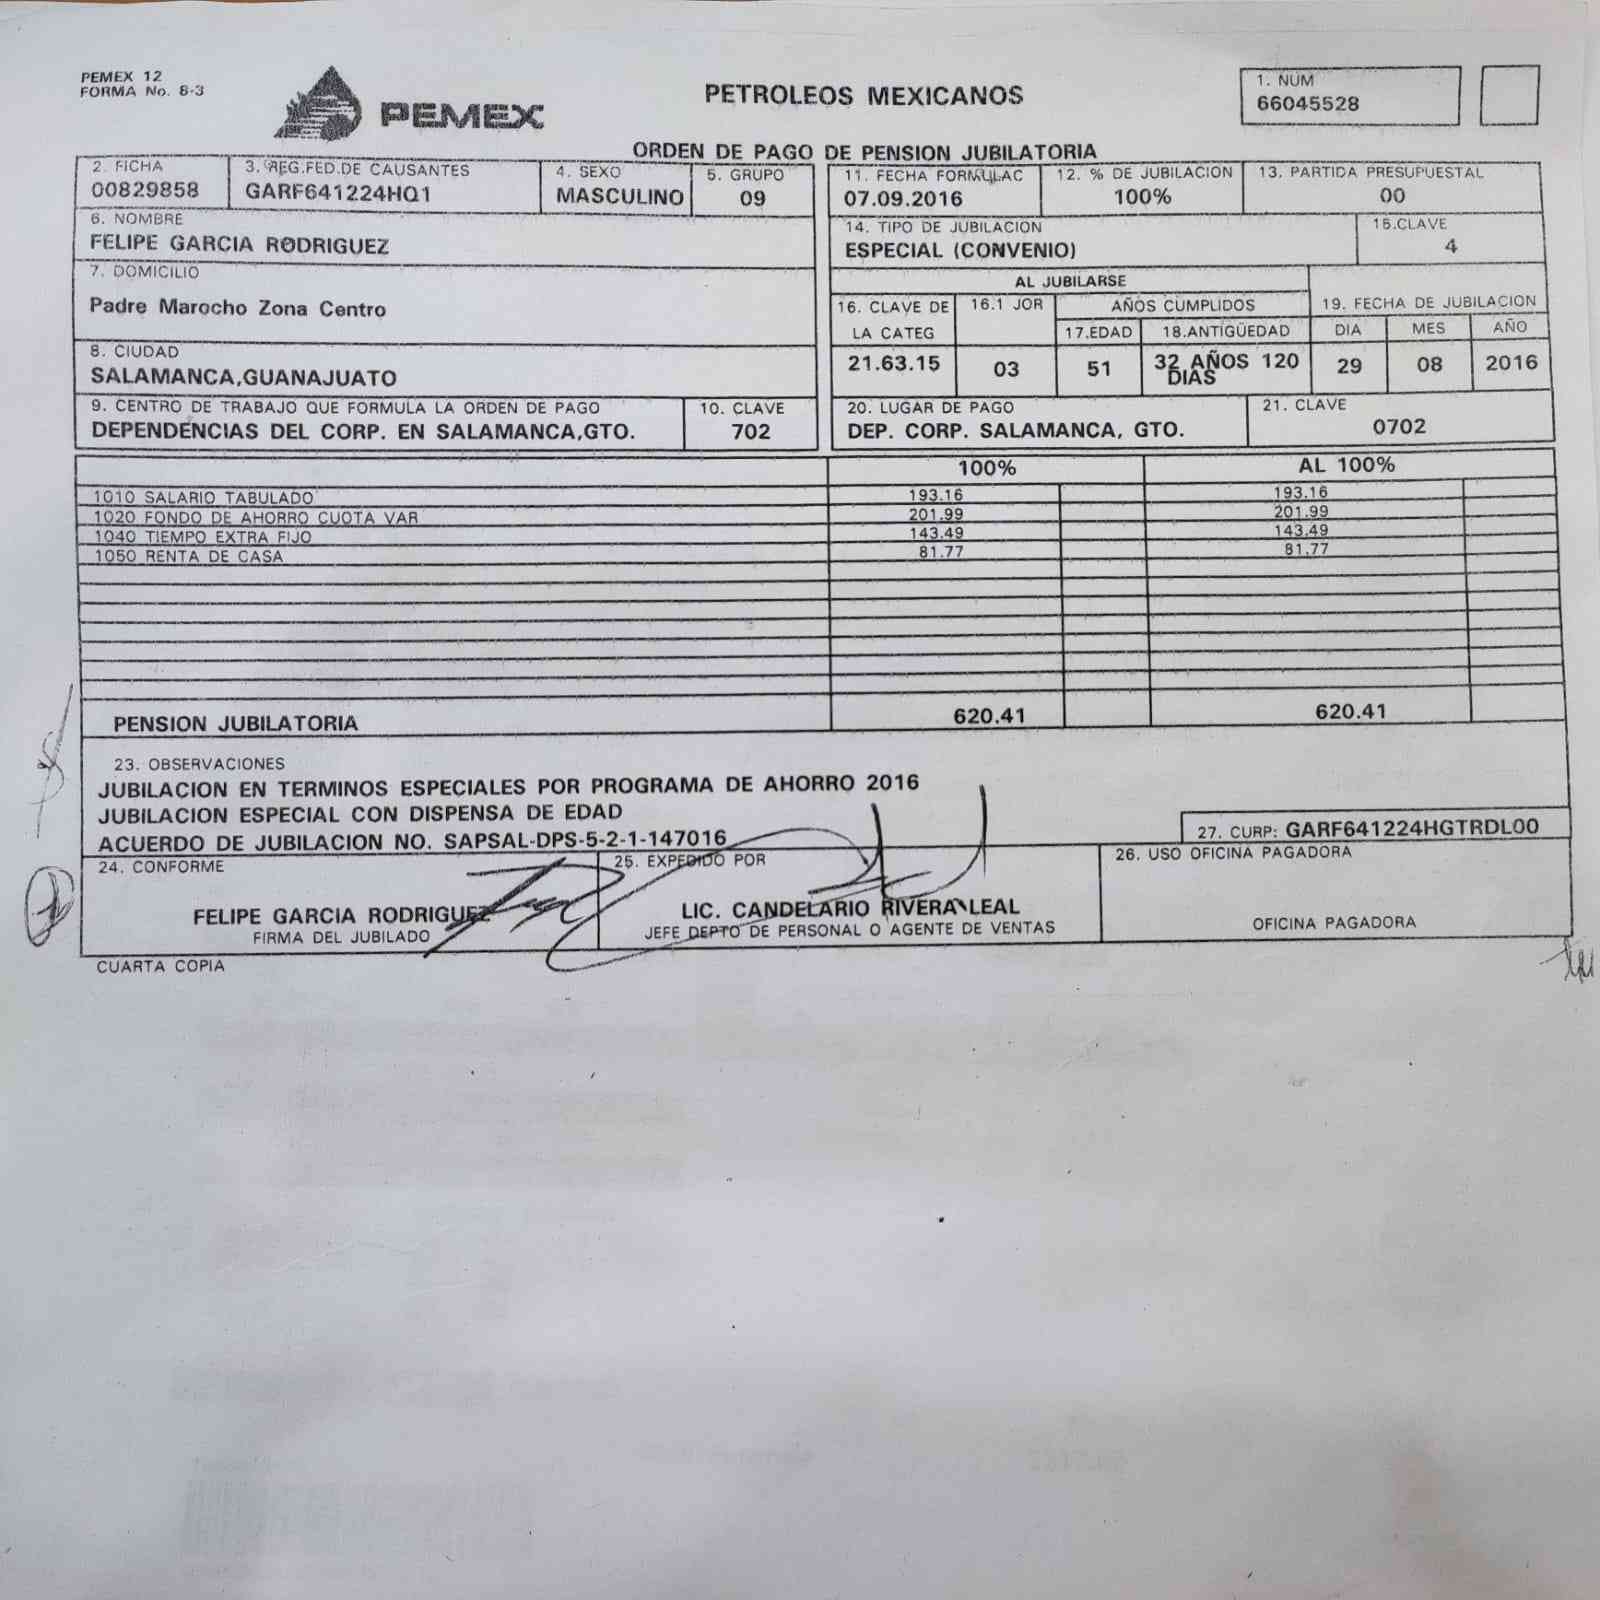 PEMEX 12
FORMA No. 8-3
PEMEX
PETROLEOS MEXICANOS
1. NUM
66045528
ORDEN DE PAGO DE PENSION JUBILATORIA
2. FICHA
00829858
3. REG.FED.DE CAUSANTES
GARF641224HQ1
4. SEXO
MASCULINO
5. GRUPO
09
11. FECHA FORMULAC
07.09.2016
12. % DE JUBILACION
100%
13. PARTIDA PRESUPUESTAL
00
6. NOMBRE
FELIPE GARCIA RODRIGUEZ
14. TIPO DE JUBILACION
ESPECIAL (CONVENIO)
15.CLAVE
4
7. DOMICILIO
Padre Marocho Zona Centro
AL JUBILARSE
16. CLAVE DE LA CATEG
21.63.15
16.1 JOR
03
AÑOS CUMPLIDOS
17.EDAD
51
18.ANTIGÜEDAD
32 AÑOS 120
DIAS
19. FECHA DE JUBILACION
DIA MES AÑO
29 08 2016
8. CIUDAD
SALAMANCA,GUANAJUATO
9. CENTRO DE TRABAJO QUE FORMULA LA ORDEN DE PAGO
DEPENDENCIAS DEL CORP. EN SALAMANCA,GTO.
10. CLAVE
702
20. LUGAR DE PAGO
DEP. CORP. SALAMANCA, GTO.
21. CLAVE
0702
100% AL 100%
1010 SALARIO TABULADO 193.16 193.16
1020 FONDO DE AHORRO CUOTA VAR 201.99 201.99
1040 TIEMPO EXTRA FIJO 143.49 143.49
1050 RENTA DE CASA 81.77 81.77
PENSION JUBILATORIA 620.41 620.41
23. OBSERVACIONES
JUBILACION EN TERMINOS ESPECIALES POR PROGRAMA DE AHORRO 2016
JUBILACION ESPECIAL CON DISPENSA DE EDAD
ACUERDO DE JUBILACION NO. SAPSAL-DPS-5-2-1-147016
27. CURP: GARF641224HGTRDL00
24. CONFORME
FELIPE GARCIA RODRIGUEZ
FIRMA DEL JUBILADO
25. EXPEDIDO POR
LIC. CANDELARIO RIVERA LEAL
JEFE DEPTO DE PERSONAL O AGENTE DE VENTAS
26. USO OFICINA PAGADORA
OFICINA PAGADORA
CUARTA COPIA